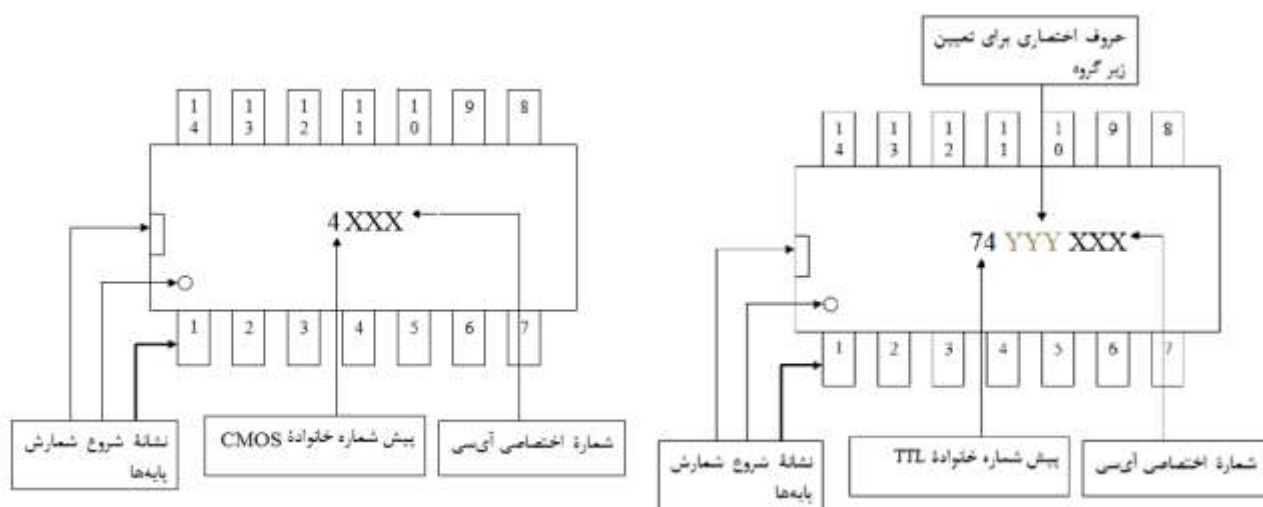 حروف اختصاری برای تعیین
زیر گروه
14 13 12 11 10 9 8
4 XXX
1 2 3 4 5 6 7
نشانهٔ شروع شمارش
پایه‌ها
پیش شماره خانوادهٔ CMOS
شمارهٔ اختصاصی آی‌سی
14 13 12 11 10 9 8
74 YYY XXX
1 2 3 4 5 6 7
نشانهٔ شروع شمارش
پایه‌ها
پیش شماره خانوادهٔ TTL
شمارهٔ اختصاصی آی‌سی